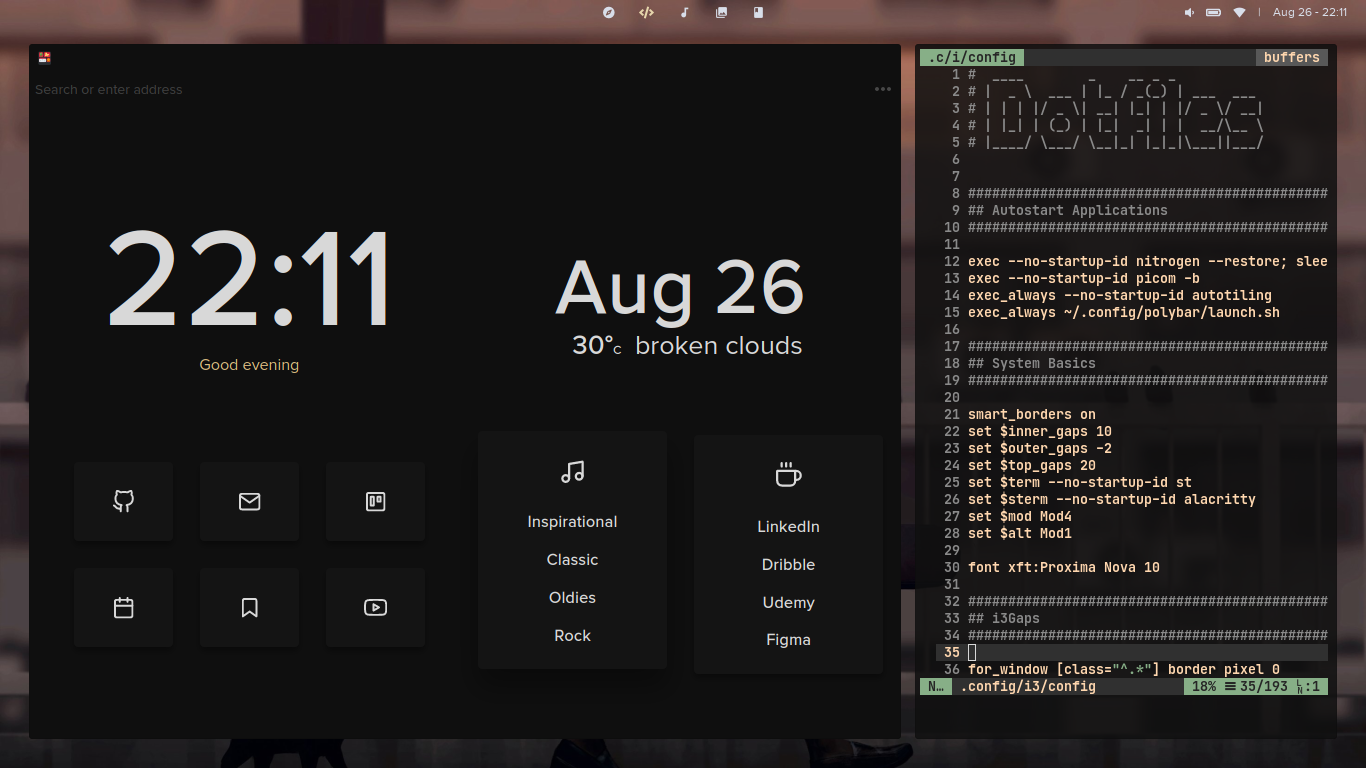 Aug 26 - 22:11
Search or enter address
22:11
Good evening
Aug 26
30°c broken clouds
Inspirational
Classic
Oldies
Rock
LinkedIn
Dribble
Udemy
Figma
.c/i/config buffers
1 #  ____        _    __ _ _
2 # |  _ \  ___ | |_ / _(_) | ___  ___
3 # | | | |/ _ \| __| |_| | |/ _ \/ __|
4 # | |_| | (_) | |_|  _| | |  __/\__ \
5 # |____/ \___/ \__|_| |_|_|\___||___/
6
7
8 #############################################
9 ## Autostart Applications
10 #############################################
11
12 exec --no-startup-id nitrogen --restore; slee
13 exec --no-startup-id picom -b
14 exec_always --no-startup-id autotiling
15 exec_always ~/.config/polybar/launch.sh
16
17 #############################################
18 ## System Basics
19 #############################################
20
21 smart_borders on
22 set $inner_gaps 10
23 set $outer_gaps -2
24 set $top_gaps 20
25 set $term --no-startup-id st
26 set $sterm --no-startup-id alacritty
27 set $mod Mod4
28 set $alt Mod1
29
30 font xft:Proxima Nova 10
31
32 #############################################
33 ## i3Gaps
34 #############################################
35
36 for_window [class="^.*"] border pixel 0
N… .config/i3/config 18% ☰ 35/193 LN:1